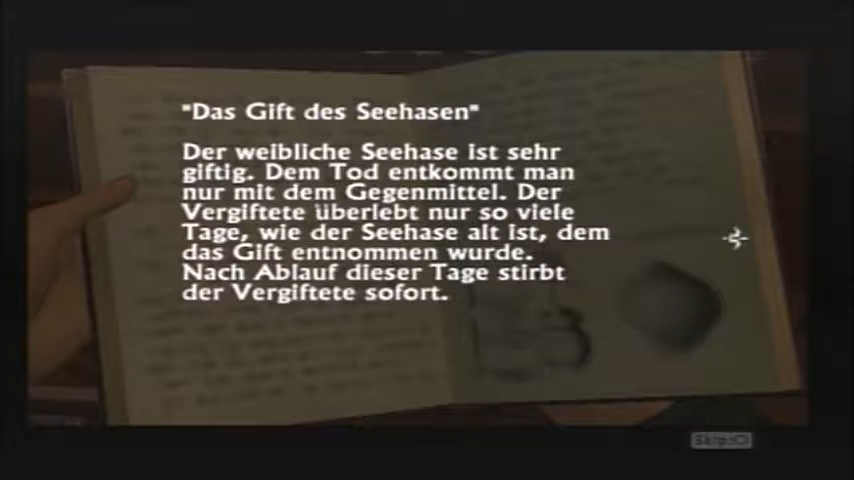 "Das Gift des Seehasen"
Der weibliche Seehase ist sehr
giftig. Dem Tod entkommt man
nur mit dem Gegenmittel. Der
Vergiftete überlebt nur so viele
Tage, wie der Seehase alt ist, dem
das Gift entnommen wurde.
Nach Ablauf dieser Tage stirbt
der Vergiftete sofort.
Skip:O